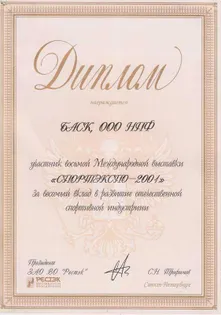 Диплом
награждается
БАСК, ООО НПФ
участник восьмой Международной выставки
«СПОРТЭКСПО-2001»
За весомый вклад в развитие отечественной
спортивной индустрии
Президент
ЗАО ВО "Рестэк"
РЕСТЭК
С.Н. Трофимов
Санкт-Петербург